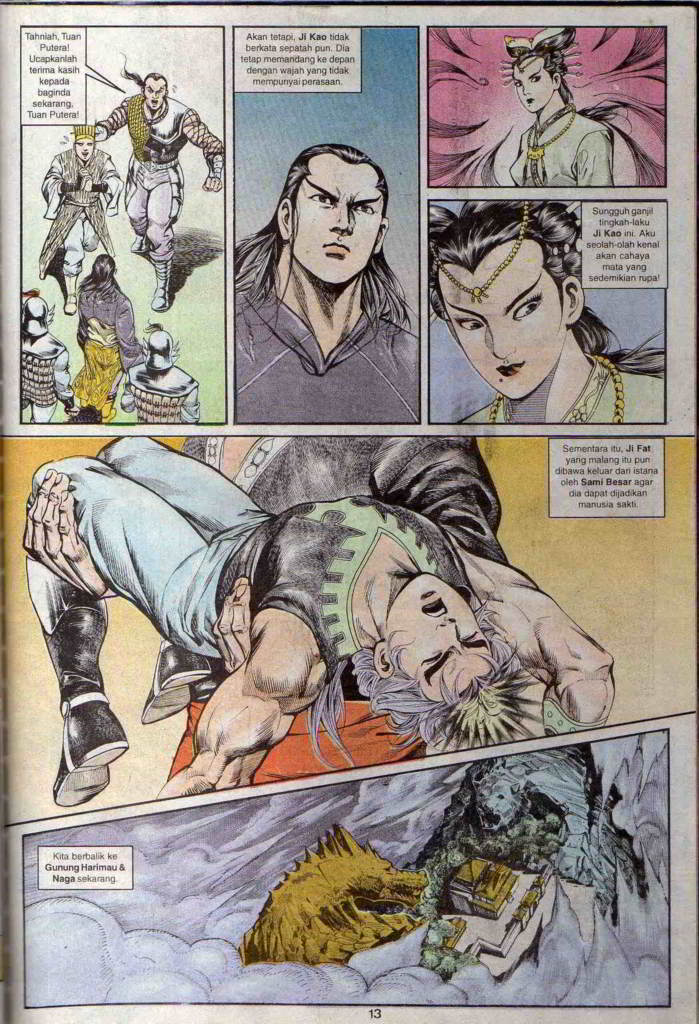 Tahniah, Tuan
Putera!
Ucapkanlah
terima kasih
kepada
baginda
sekarang,
Tuan Putera!
Akan tetapi, Ji Kao tidak
berkata sepatah pun. Dia
tetap memandang ke depan
dengan wajah yang tidak
mempunyai perasaan.
Sungguh ganjil
tingkah-laku
Ji Kao ini. Aku
seolah-olah kenal
akan cahaya
mata yang
sedemikian rupa!
Sementara itu, Ji Fat
yang malang itu pun
dibawa keluar dari istana
oleh Sami Besar agar
dia dapat dijadikan
manusia sakti.
Kita berbalik ke
Gunung Harimau &
Naga sekarang.
13